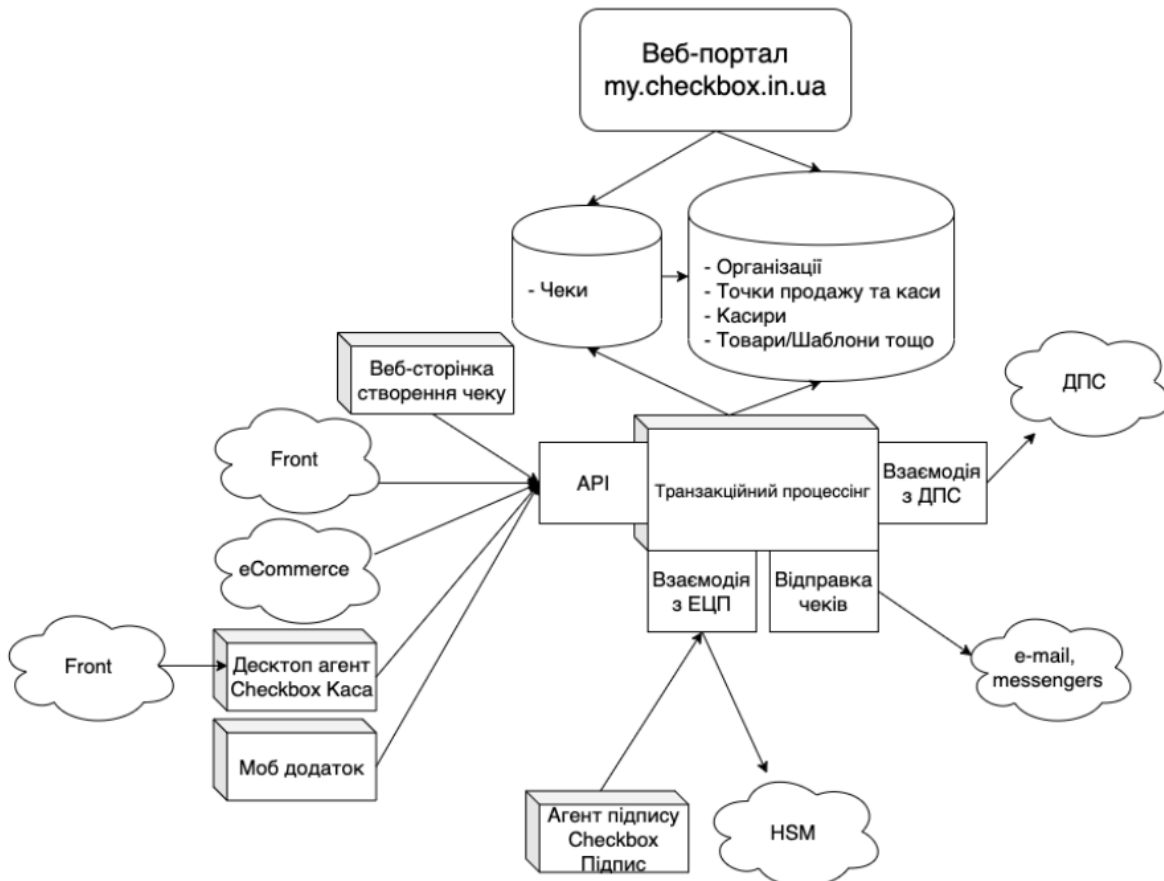 Веб-портал
my.checkbox.in.ua
- Чеки
- Організації
- Точки продажу та каси
- Касири
- Товари/Шаблони тощо
Веб-сторінка
створення чеку
ДПС
Front
API
Транзакційний процессінг
Взаємодія
з ДПС
eCommerce
Взаємодія
з ЕЦП
Відправка
чеків
Front
Десктоп агент
Checkbox Каса
e-mail,
messengers
Моб додаток
Агент підпису
Checkbox
Підпис
HSM